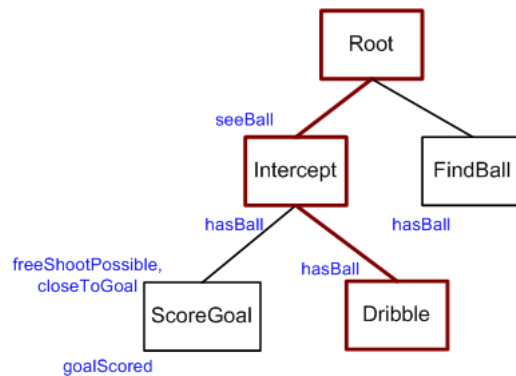 Root
seeBall
Intercept
FindBall
hasBall
hasBall
freeShootPossible,
closeToGoal
hasBall
ScoreGoal
Dribble
goalScored